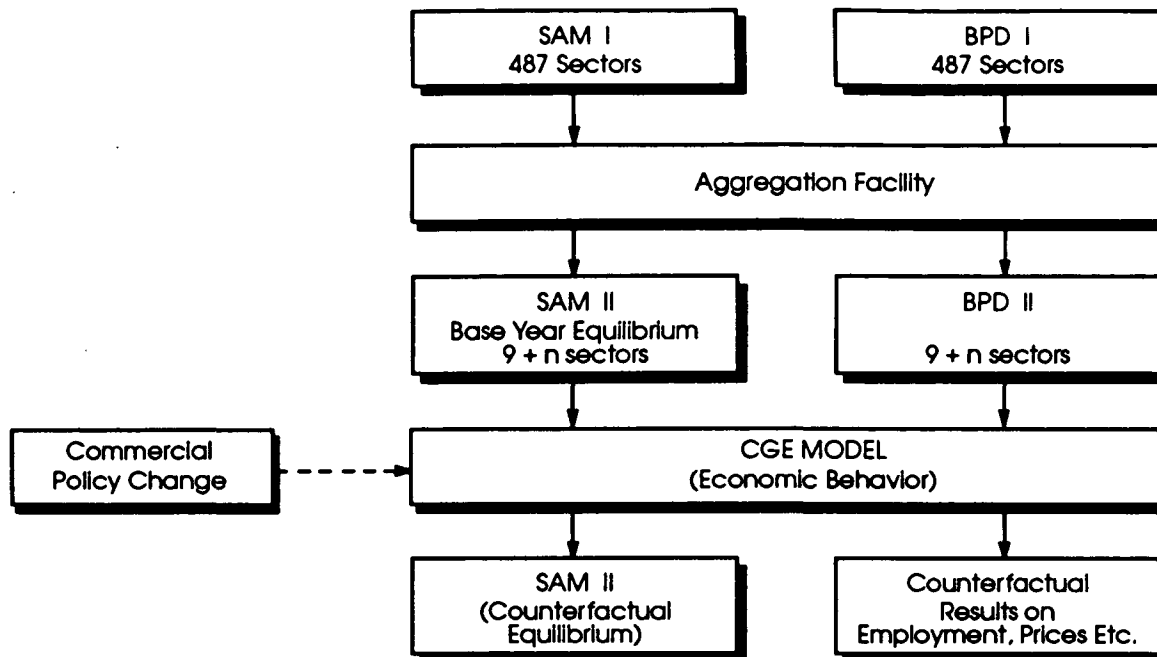 SAM I
487 Sectors
BPD I
487 Sectors
Aggregation Facility
SAM II
Base Year Equilibrium
9 + n sectors
BPD II
9 + n sectors
Commercial
Policy Change
CGE MODEL
(Economic Behavior)
SAM II
(Counterfactual
Equilibrium)
Counterfactual
Results on
Employment, Prices Etc.